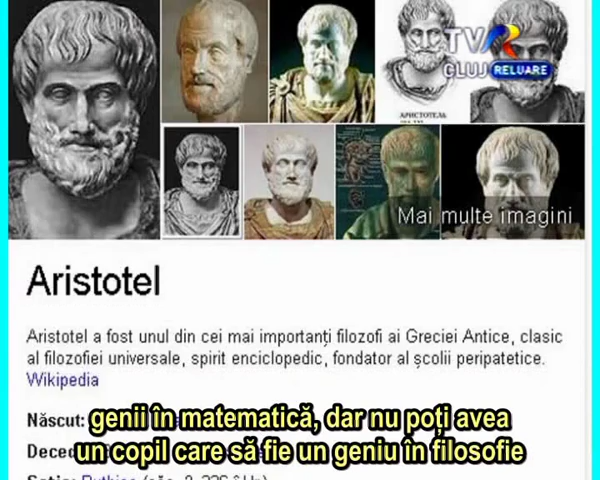 TVR
CLUJ RELUARE
АРИСТОТЕЛЬ
Mai multe imagini
Aristotel
Aristotel a fost unul din cei mai importanți filozofi ai Greciei Antice, clasic
al filozofiei universale, spirit enciclopedic, fondator al școlii peripatetice.
Wikipedia
Născut:
genii în matematică, dar nu poți avea
un copil care să fie un geniu în filosofie